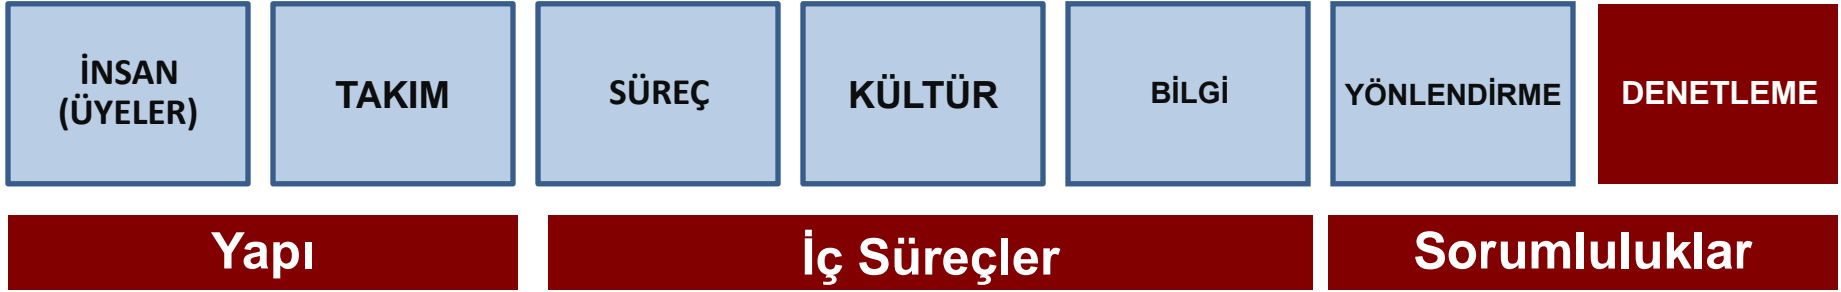 İNSAN
(ÜYELER)
TAKIM
SÜREÇ
KÜLTÜR
BİLGİ
YÖNLENDİRME
DENETLEME
Yapı
İç Süreçler
Sorumluluklar